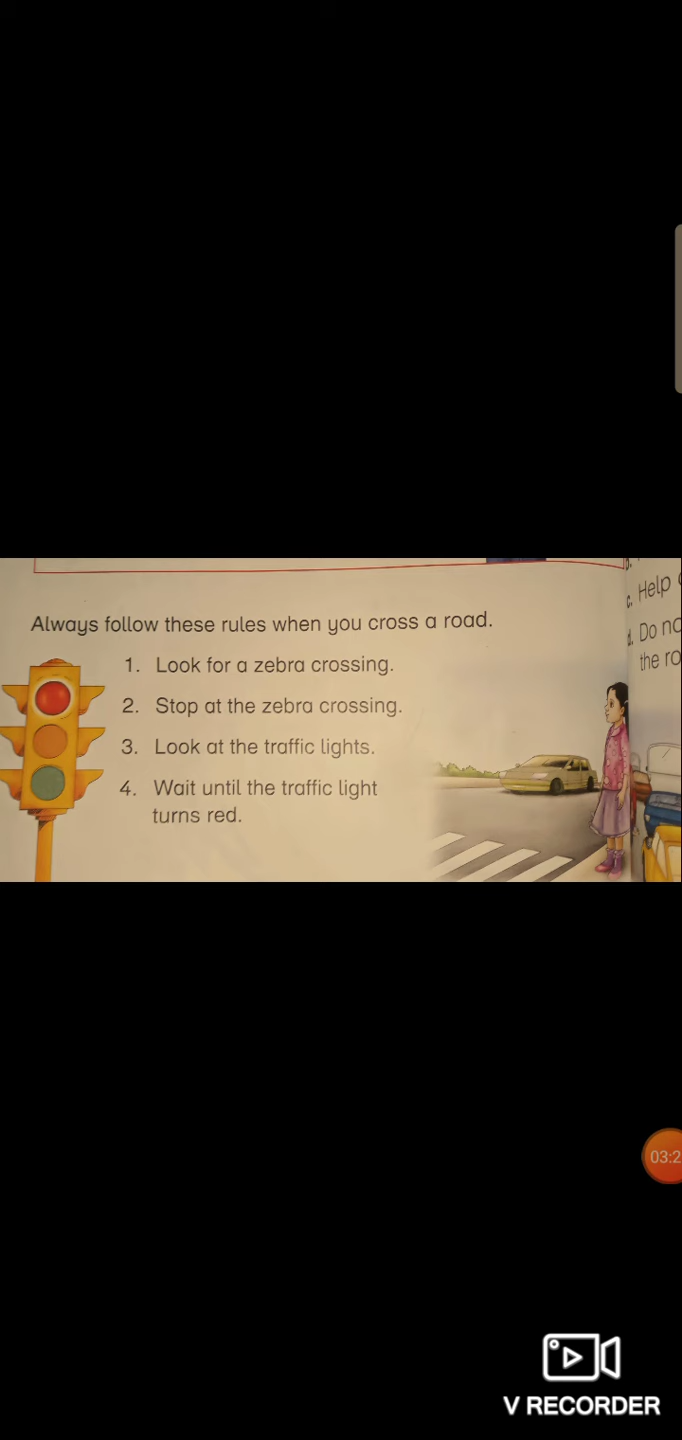 Always follow these rules when you cross a road.
1. Look for a zebra crossing.
2. Stop at the zebra crossing.
3. Look at the traffic lights.
4. Wait until the traffic light
turns red.
c. Help
d. Do
the
03:2
V RECORDER